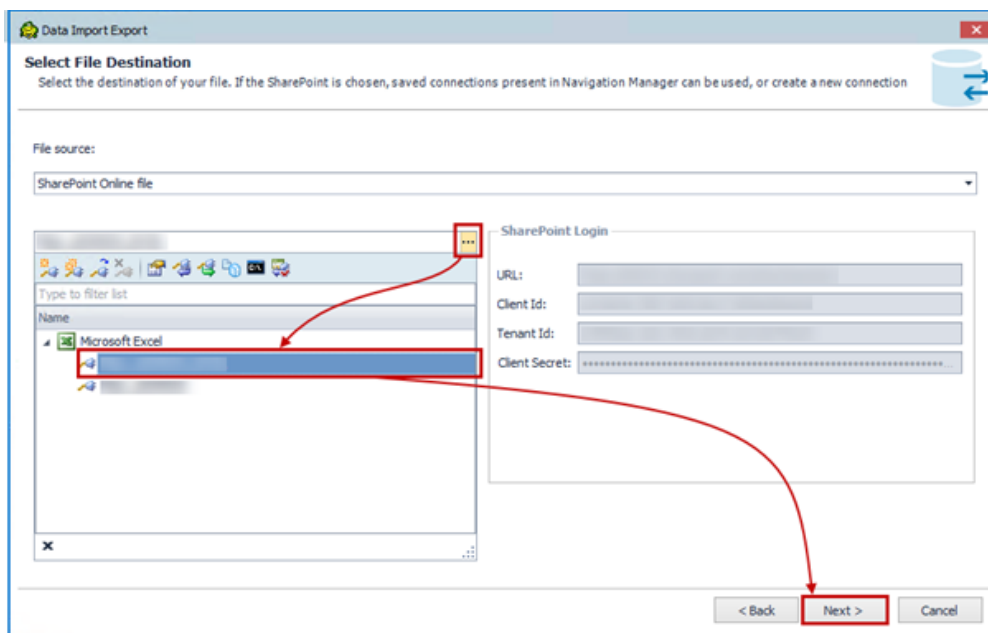 Data Import Export
Select File Destination
Select the destination of your file. If the SharePoint is chosen, saved connections present in Navigation Manager can be used, or create a new connection
File source:
SharePoint Online file
...
SharePoint Login
Type to filter list
Name
Microsoft Excel
URL:
Client Id:
Tenant Id:
Client Secret:
< Back
Next >
Cancel